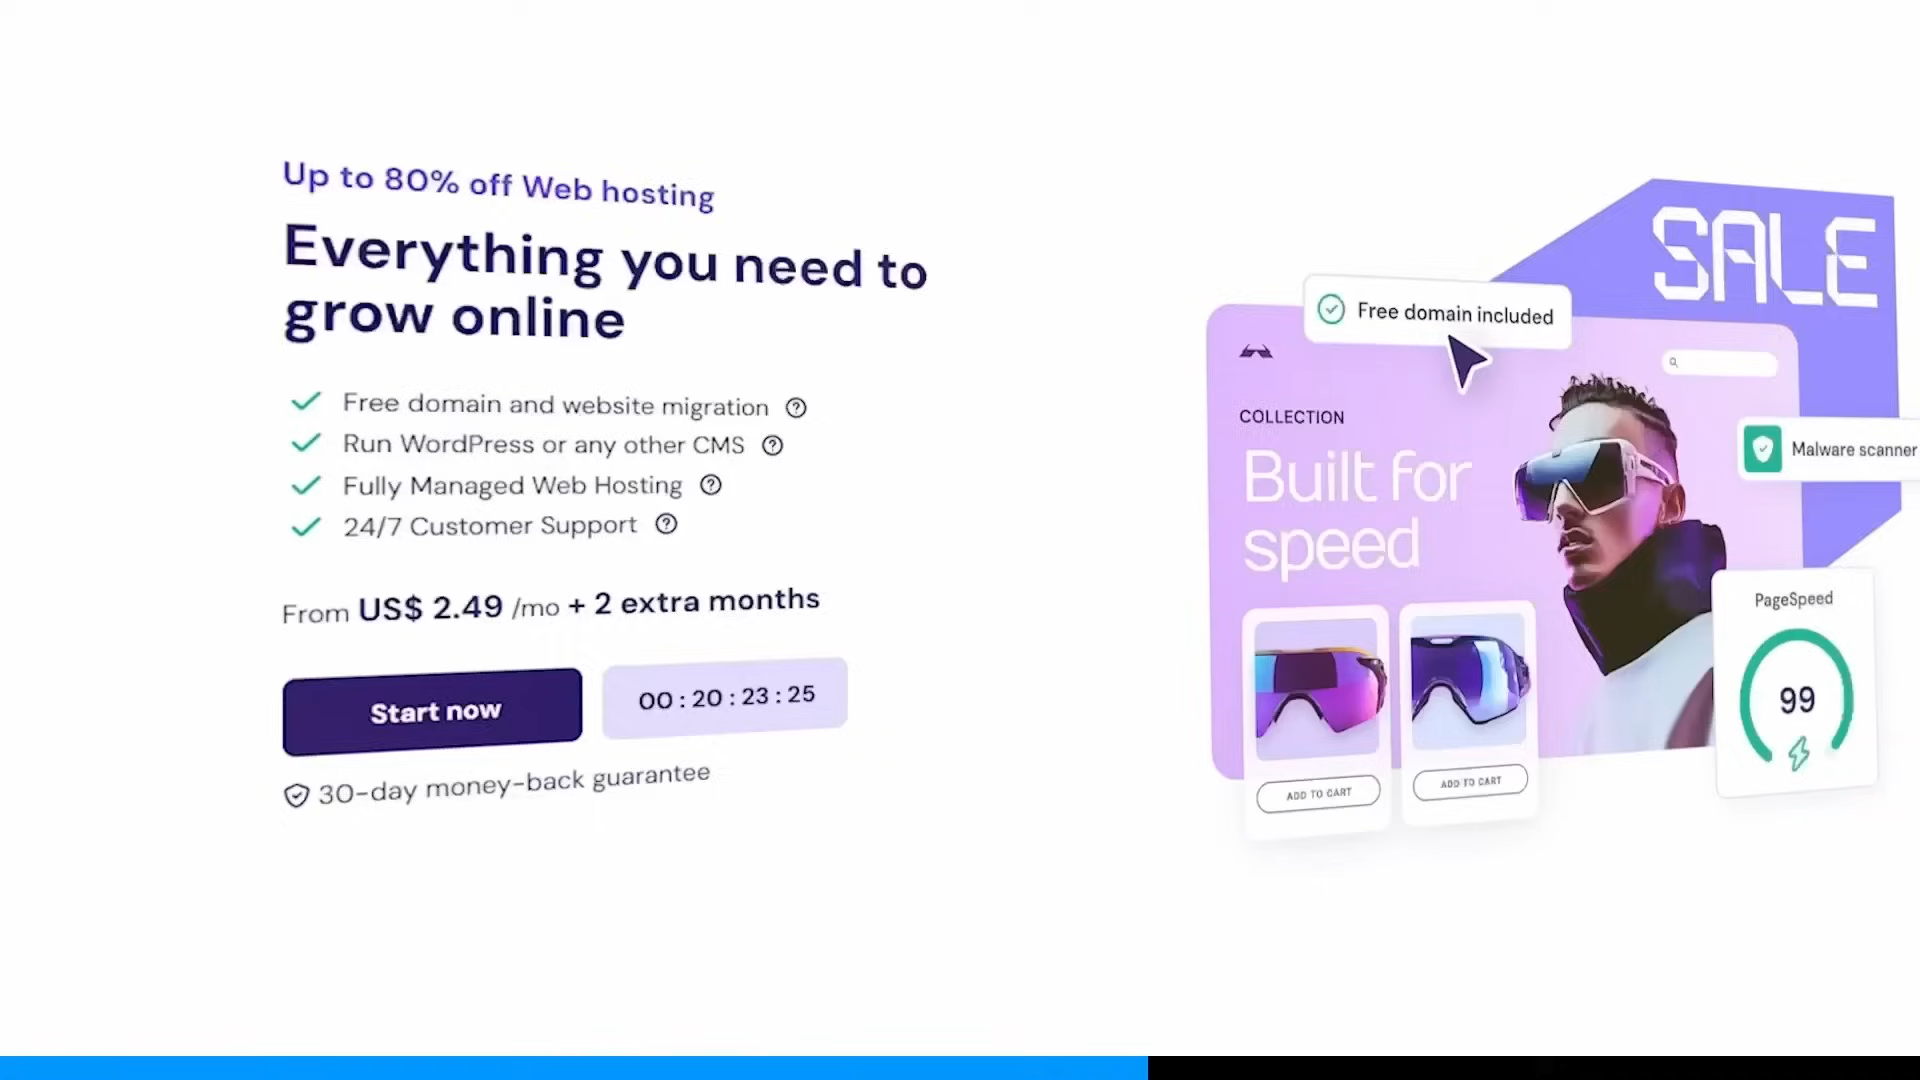 Up to 80% off Web hosting
Everything you need to
grow online
Free domain and website migration
Run WordPress or any other CMS
Fully Managed Web Hosting
24/7 Customer Support
From US$ 2.49 /mo + 2 extra months
Start now
00 : 20 : 23 : 25
30-day money-back guarantee
SALE
Free domain included
COLLECTION
Built for
speed
Malware scanner
PageSpeed
99
ADD TO CART
ADD TO CART